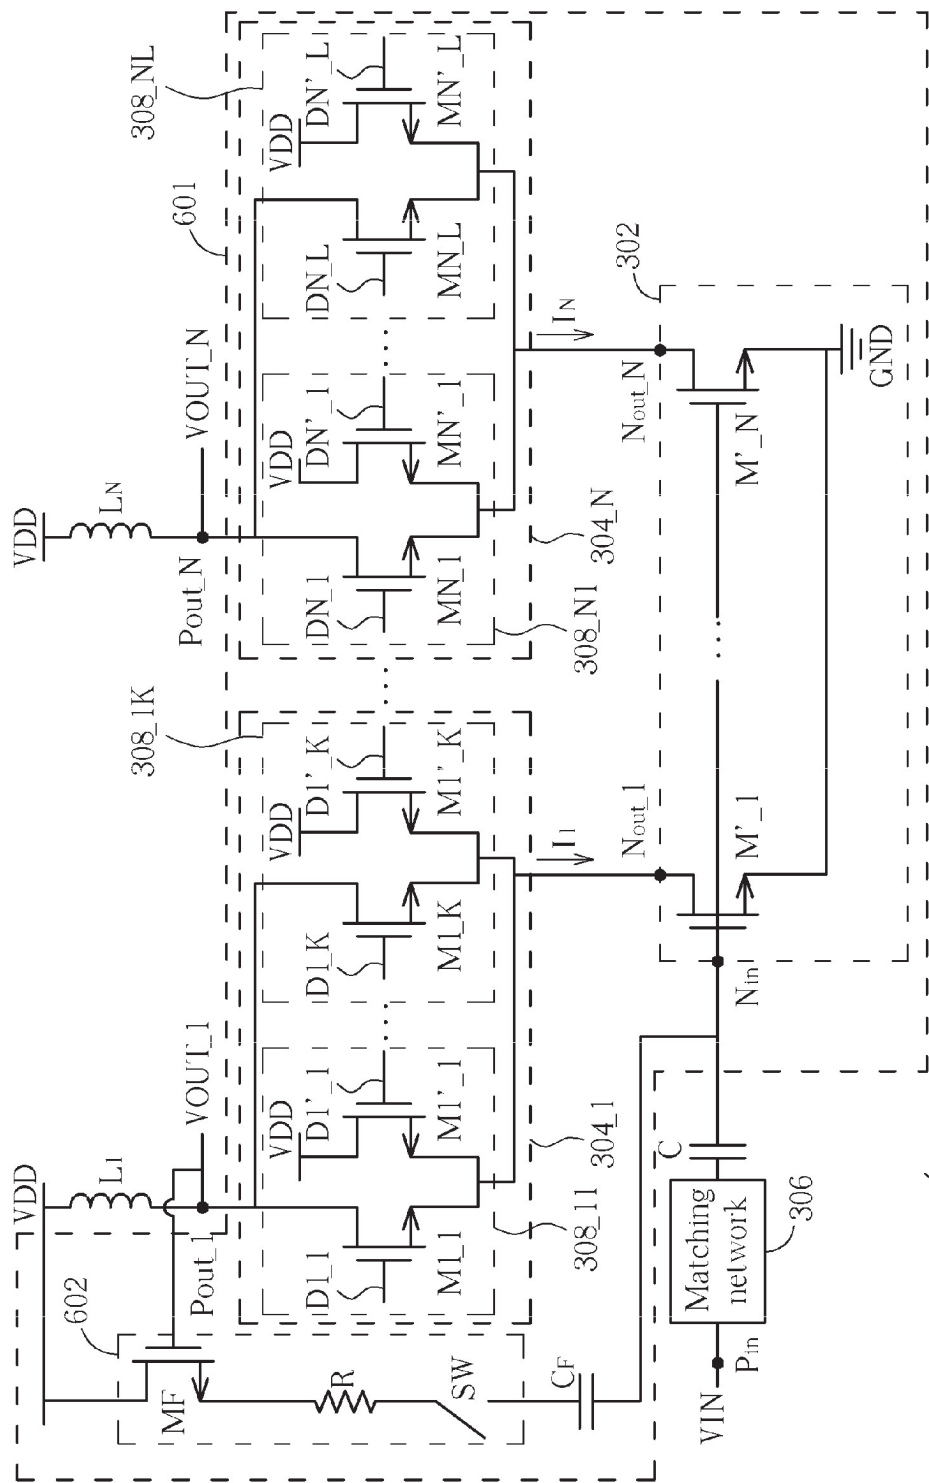 VDD
L1
VOUT_1
Pout_1
602
MF
R
SW
CF
VDD
LN
VOUT_N
Pout_N
601
308_1K
308_NL
D1_1
M1_1
VDD
D1'_1
M1'_1
...
D1_K
M1_K
VDD
D1'_K
M1'_K
308_11
304_1
...
DN_1
MN_1
VDD
DN'_1
MN'_1
...
DN_L
MN_L
VDD
DN'_L
MN'_L
308_N1
304_N
I1
IN
Nout_1
Nout_N
302
VIN
Pin
Matching
network
306
C
Nin
M'_1
...
M'_N
GND